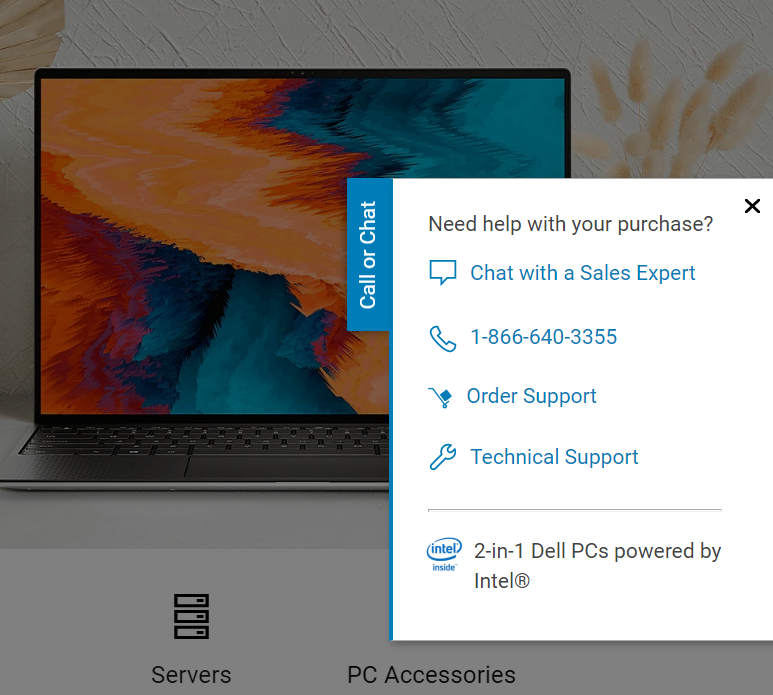 Call or Chat
Need help with your purchase?
Chat with a Sales Expert
1-866-640-3355
Order Support
Technical Support
intel
inside
2-in-1 Dell PCs powered by
Intel®
Servers
PC Accessories